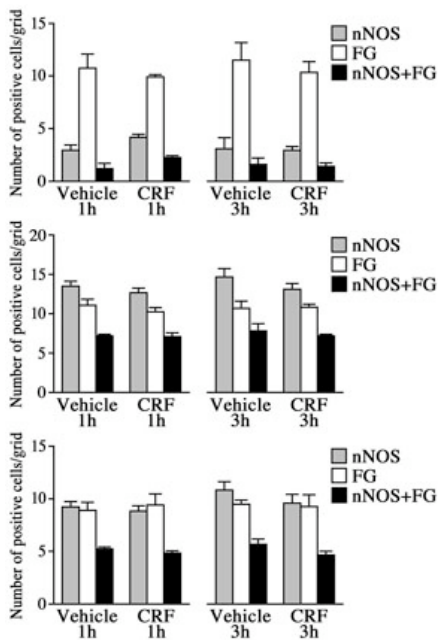 Number of positive cells/grid
15
10
5
0
nNOS
FG
nNOS+FG
Vehicle CRF Vehicle CRF
1h 1h 3h 3h
Number of positive cells/grid
20
15
10
5
0
nNOS
FG
nNOS+FG
Vehicle CRF Vehicle CRF
1h 1h 3h 3h
Number of positive cells/grid
15
10
5
0
nNOS
FG
nNOS+FG
Vehicle CRF Vehicle CRF
1h 1h 3h 3h